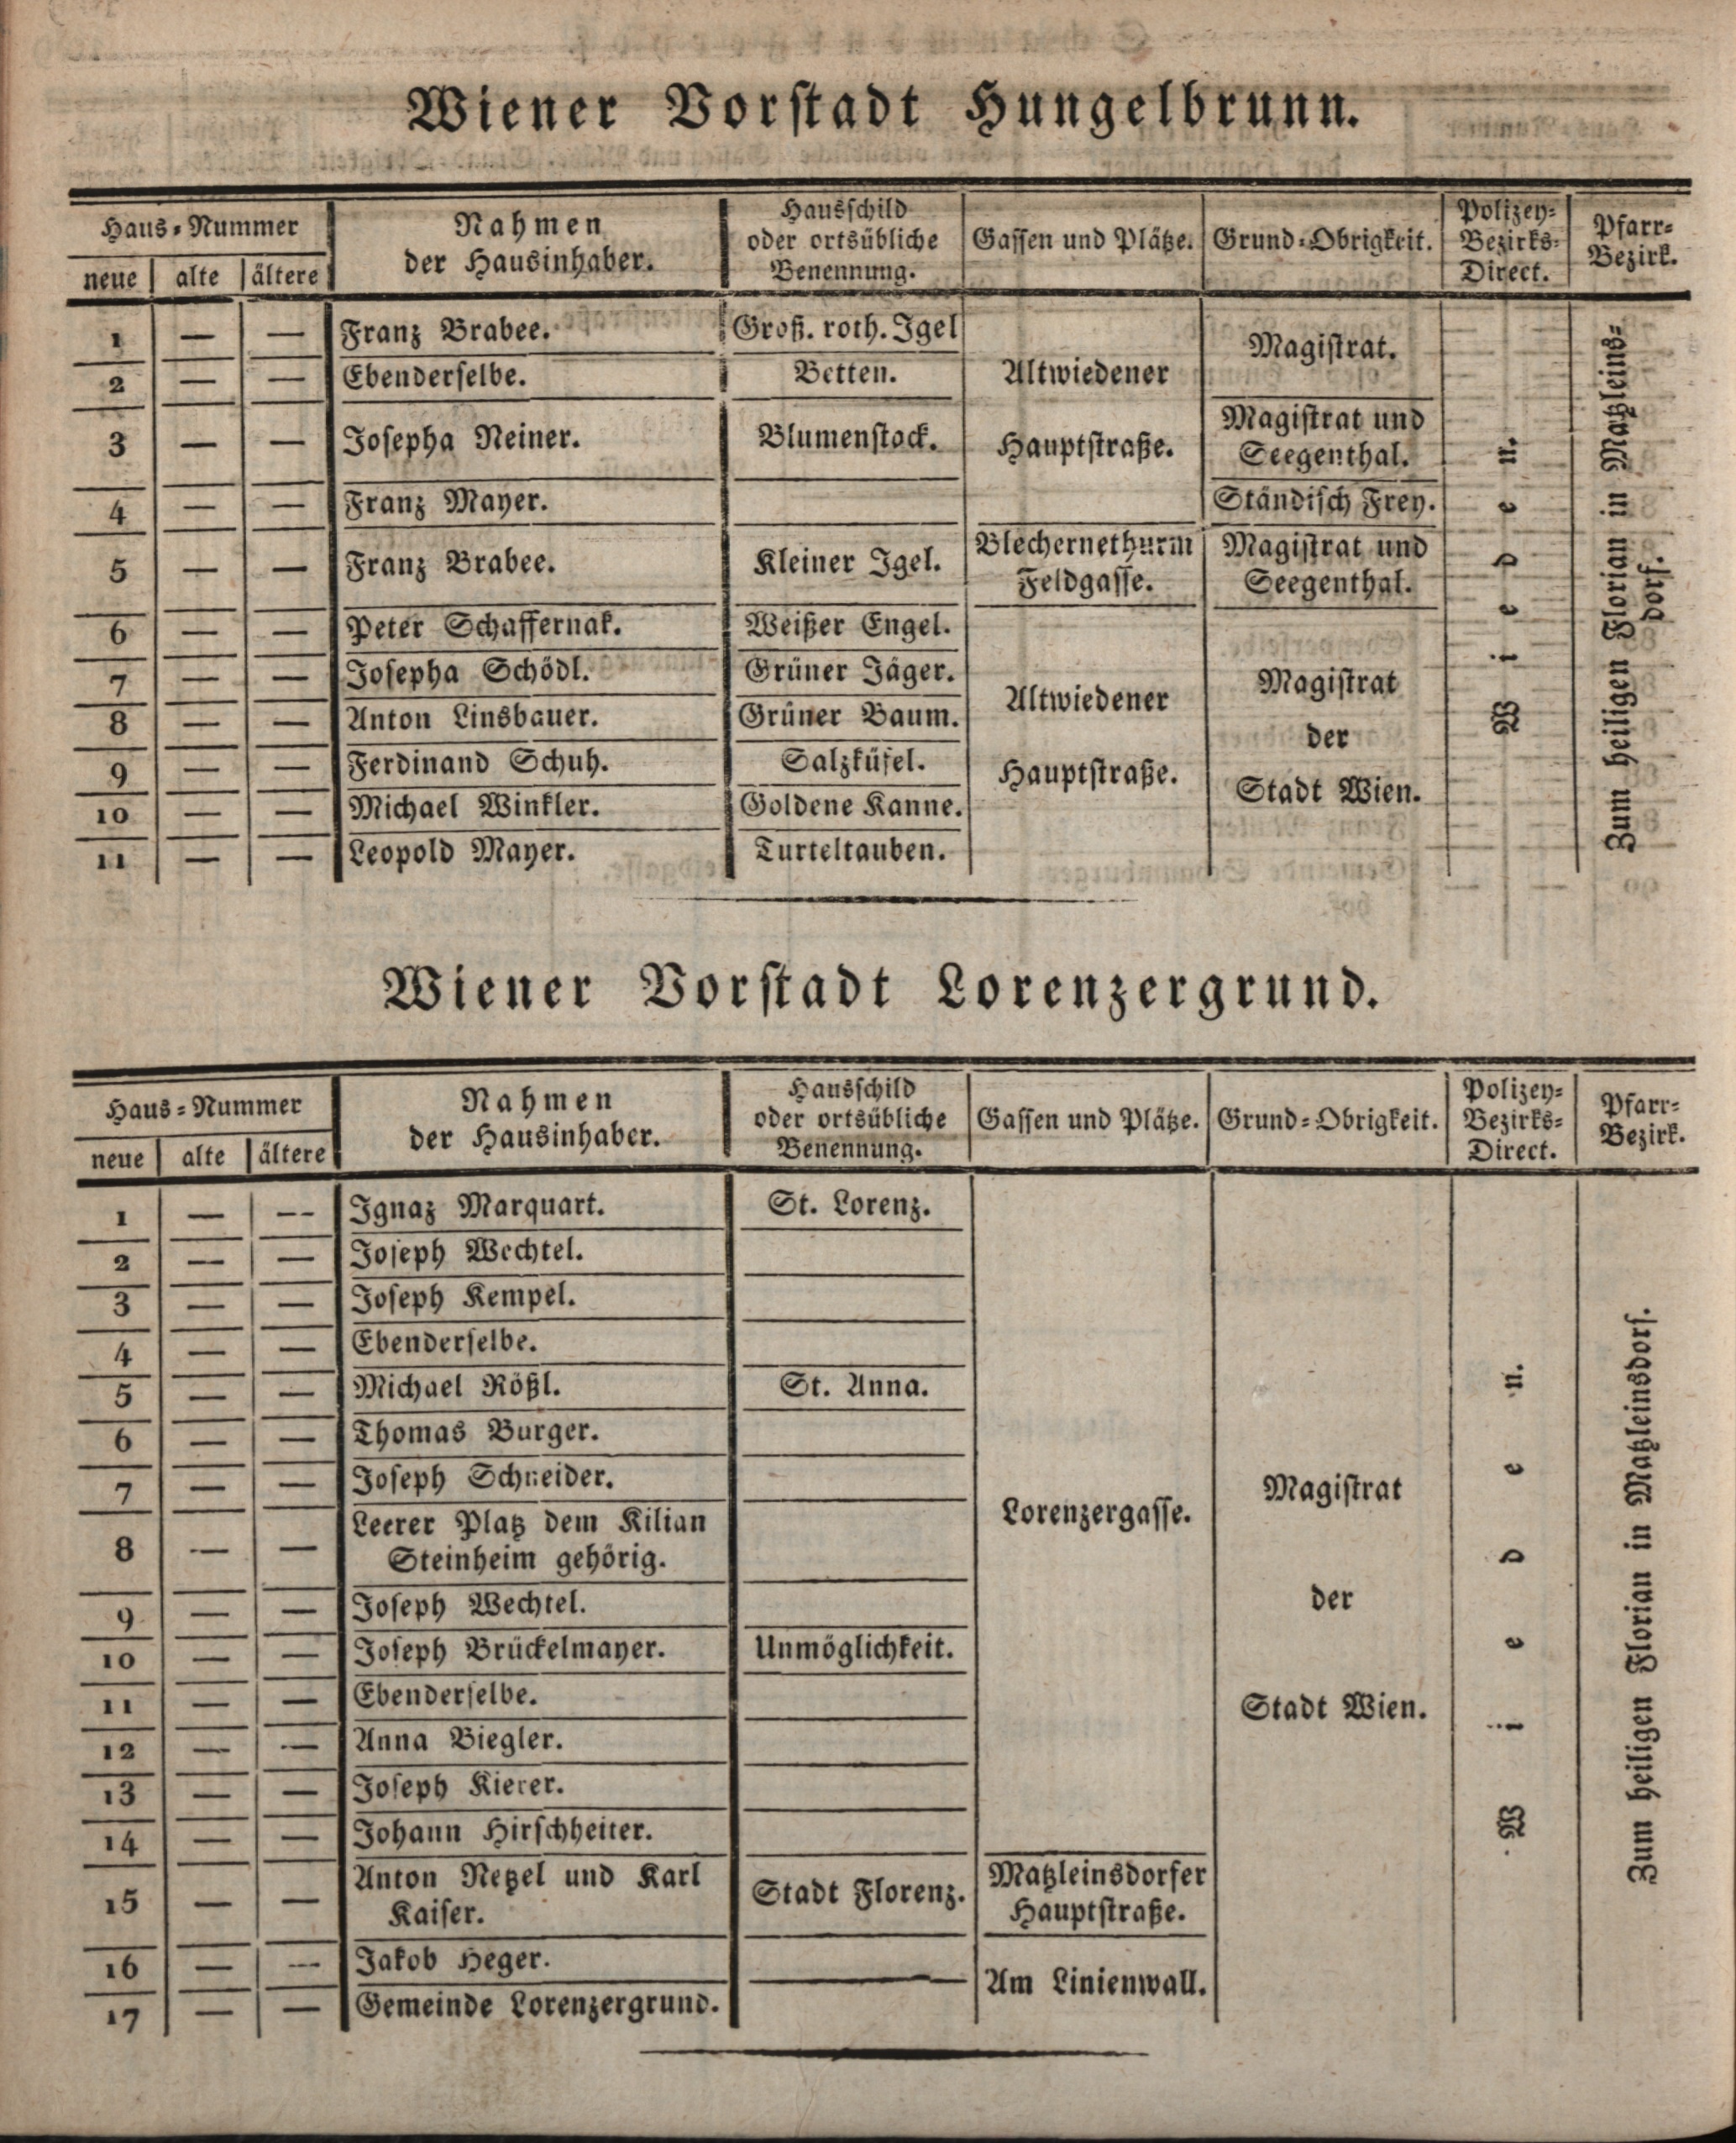 Wiener Vorstadt Hungelbrunn.
Haus-Nummer
neue alte ältere
Nahmen
der Hausinhaber.
Hausschild
oder ortsübliche
Benennung.
Gassen und Plätze.
Grund-Obrigkeit.
Polizey-
Bezirks-
Direct.
Pfarr-
Bezirk.
1 — — Franz Brabee. Groß. roth. Igel
2 — — Ebenderselbe. Betten.
3 — — Josepha Neiner. Blumenstock.
4 — — Franz Mayer.
5 — — Franz Brabee. Kleiner Igel.
6 — — Peter Schaffernak. Weißer Engel.
7 — — Josepha Schödl. Grüner Jäger.
8 — — Anton Linsbauer. Grüner Baum.
9 — — Ferdinand Schuh. Salzküfel.
10 — — Michael Winkler. Goldene Kanne.
11 — — Leopold Mayer. Turteltauben.
Altwiedener
Hauptstraße.
Blechernethurm
Feldgasse.
Altwiedener
Hauptstraße.
Magistrat.
Magistrat und
Seegenthal.
Ständisch Frey.
Magistrat und
Seegenthal.
Magistrat
der
Stadt Wien.
Wieden.
Zum heiligen Florian in Matzleins-
dorf.
Wiener Vorstadt Lorenzergrund.
Haus-Nummer
neue alte ältere
Nahmen
der Hausinhaber.
Hausschild
oder ortsübliche
Benennung.
Gassen und Plätze.
Grund-Obrigkeit.
Polizey-
Bezirks-
Direct.
Pfarr-
Bezirk.
1 — — Ignaz Marquart. St. Lorenz.
2 — — Joseph Wechtel.
3 — — Joseph Kempel.
4 — — Ebenderselbe.
5 — — Michael Rößl. St. Anna.
6 — — Thomas Burger.
7 — — Joseph Schneider.
8 — — Leerer Platz dem Kilian
Steinheim gehörig.
9 — — Joseph Wechtel.
10 — — Joseph Brückelmayer. Unmöglichkeit.
11 — — Ebenderselbe.
12 — — Anna Biegler.
13 — — Joseph Kierer.
14 — — Johann Hirschheiter.
15 — — Anton Netzel und Karl
Kaiser. Stadt Florenz.
16 — — Jakob Heger.
17 — — Gemeinde Lorenzergrund.
Lorenzergasse.
Matzleinsdorfer
Hauptstraße.
Am Linienwall.
Magistrat
der
Stadt Wien.
Wieden.
Zum heiligen Florian in Matzleinsdorf.